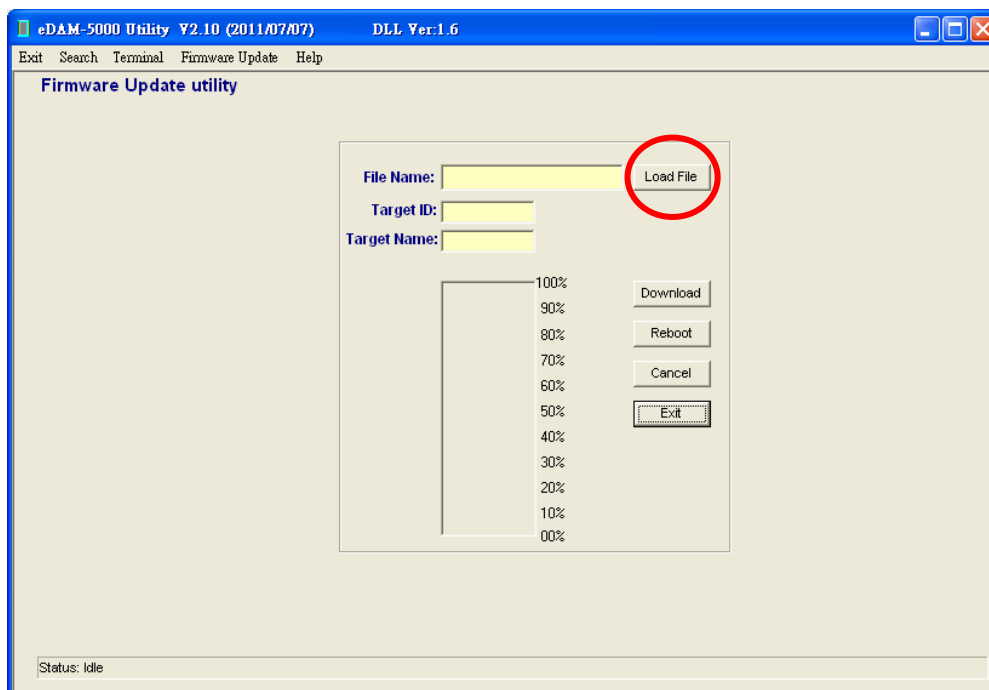 eDAM-5000 Utility V2.10 (2011/07/07) DLL Ver:1.6
Exit Search Terminal Firmware Update Help
Firmware Update utility
File Name: Load File
Target ID:
Target Name:
100%
Download
90%
80% Reboot
70%
Cancel
60%
50% Exit
40%
30%
20%
10%
00%
Status: Idle